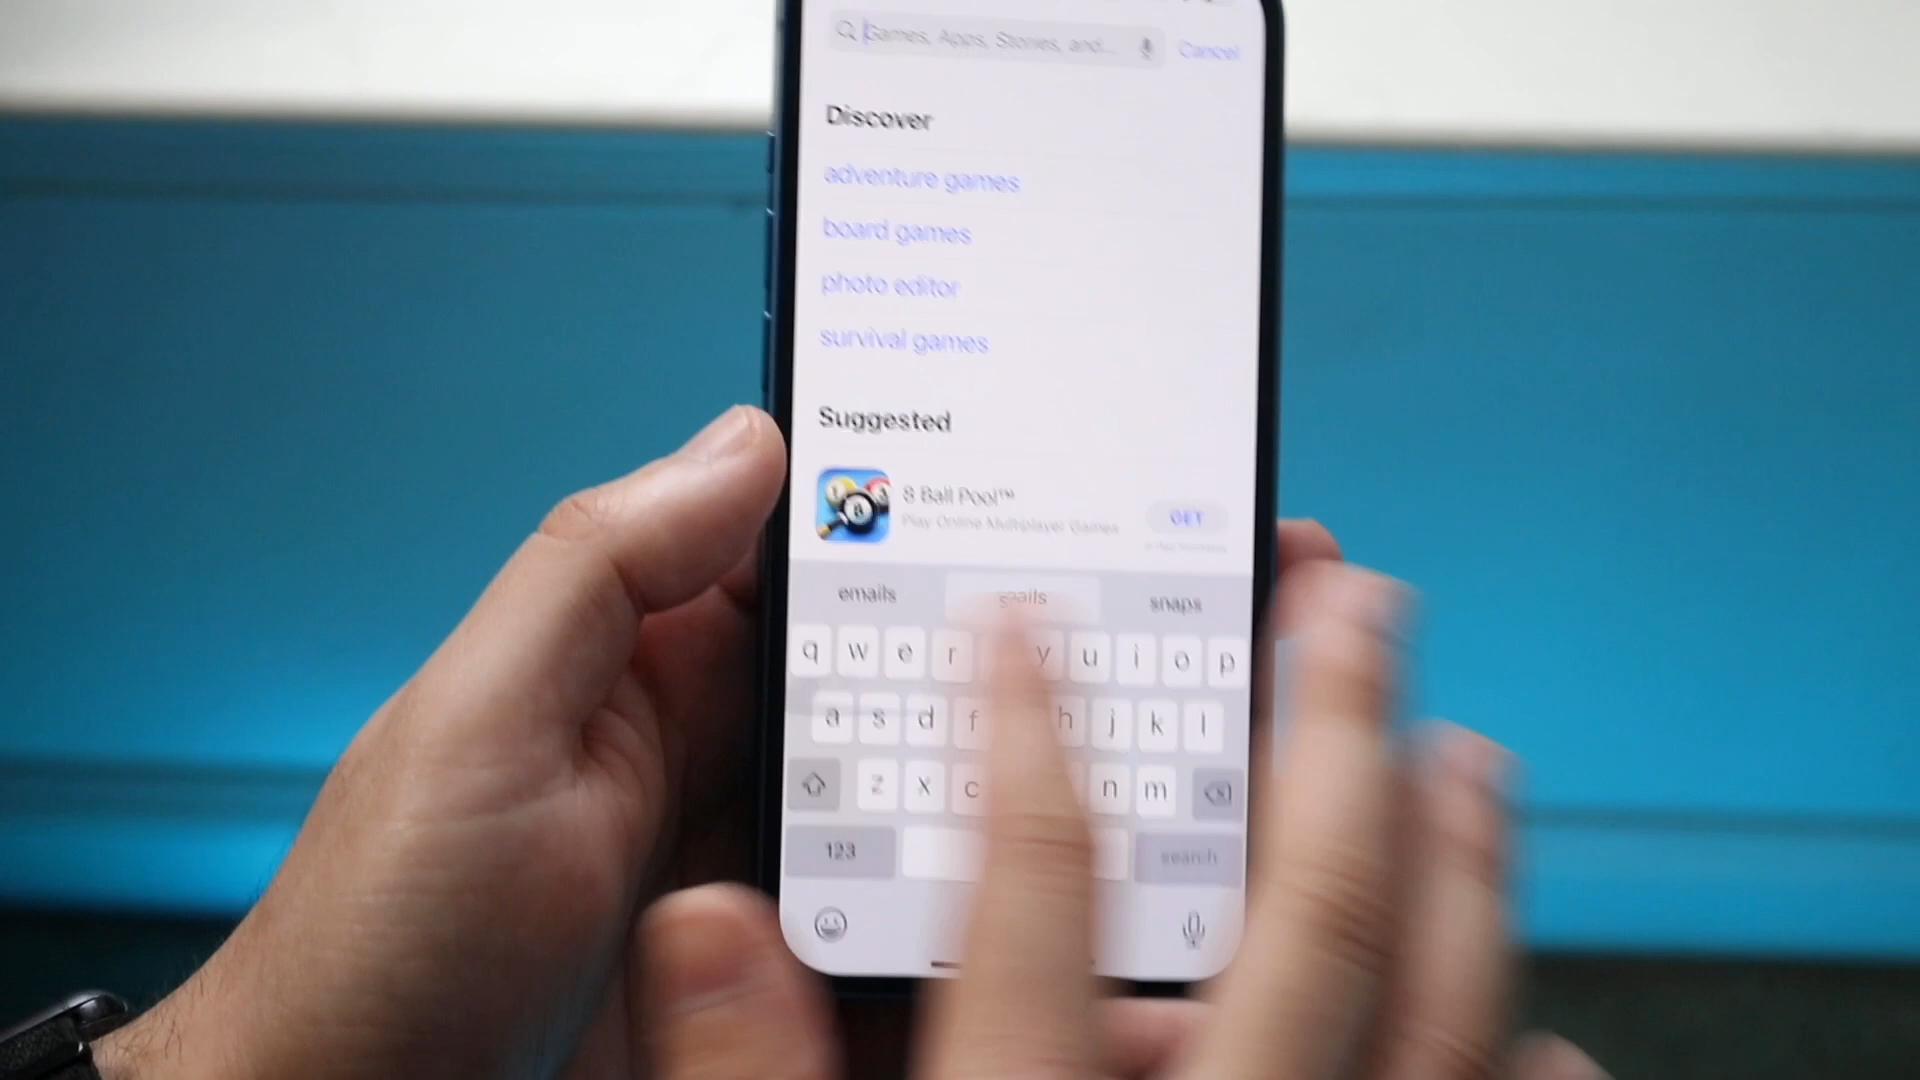 Games, Apps, Stories, and...
Cancel
Discover
adventure games
board games
photo editor
survival games
Suggested
8 Ball Pool™
Play Online Multiplayer Games
GET
emails
snaps
q w e r y u i o p
a s d f h j k l
z x c n m
123
search